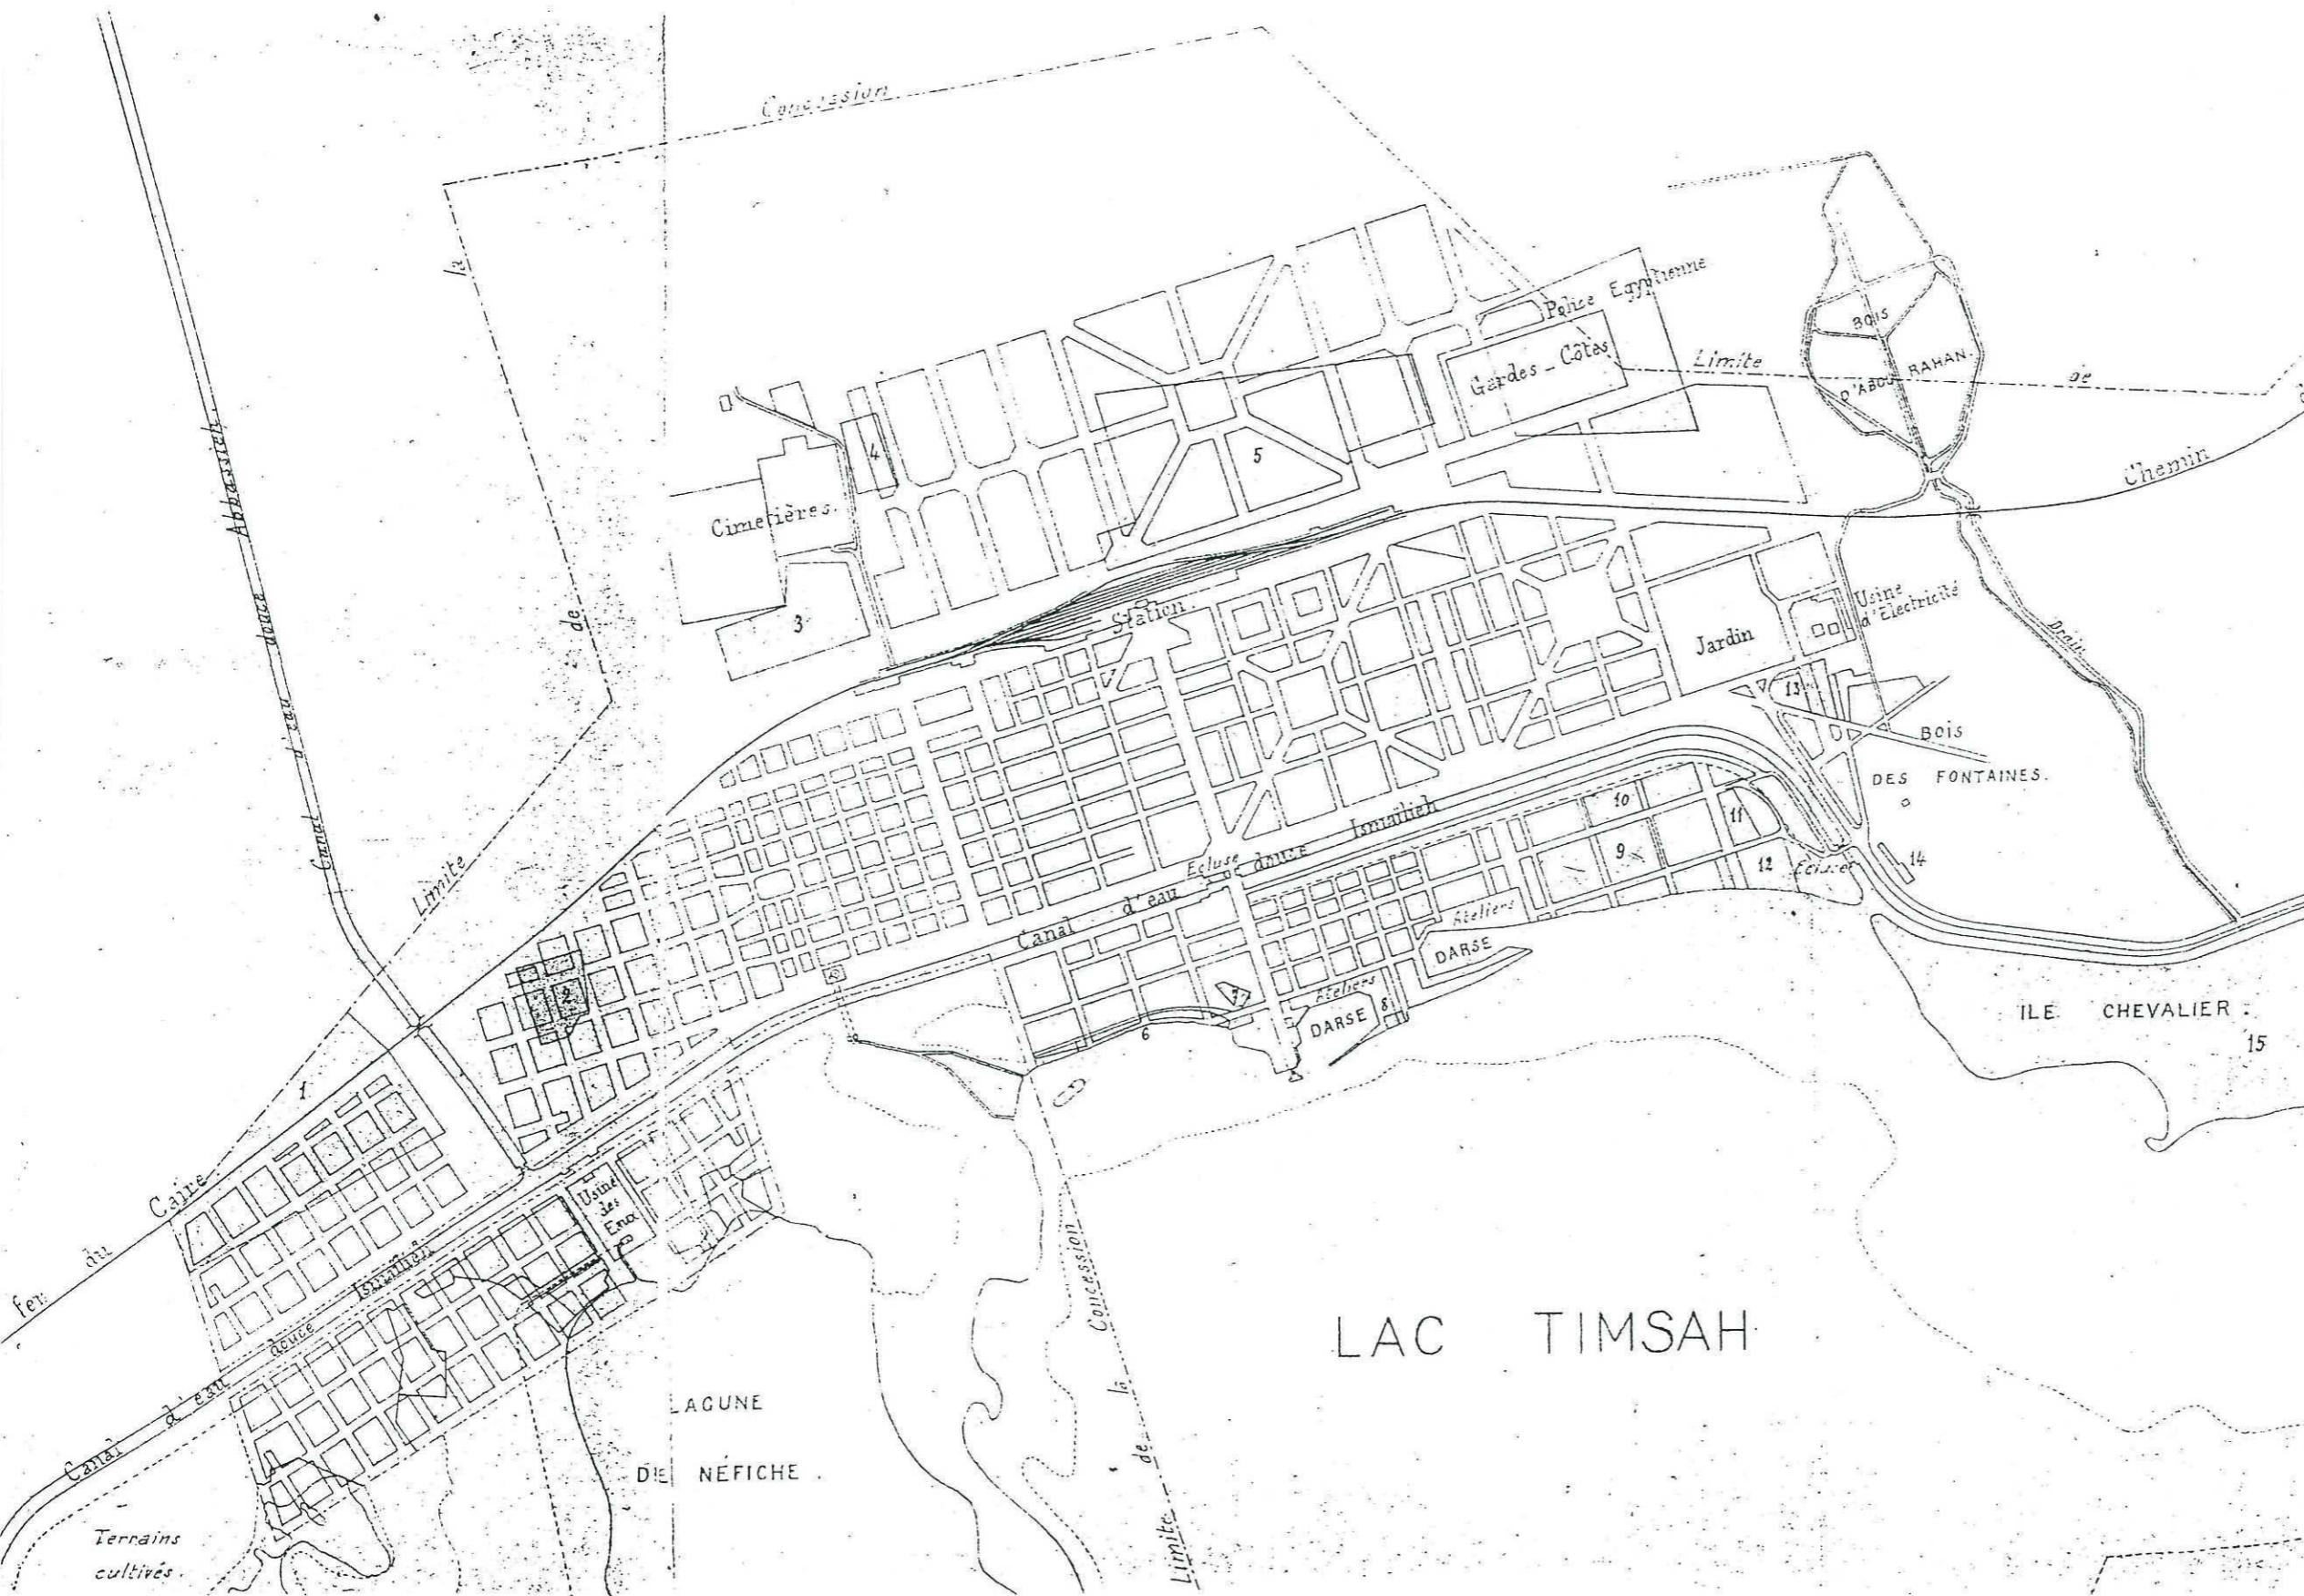 Concession
la
de
Limite
Canal d'eau douce Abbassieh.
Police Egyptienne
Gardes-Côtes
Limite de
BOIS
D'ABOU RAHAN.
Chemin
4
5
Cimetières.
3
Station.
Jardin
Usine
d'Electricité
Drain
13
BOIS
DES FONTAINES.
10
11
9
12
Ecluse
14
Canal d'eau douce Ismaïlieh
Ecluse
Ateliers
DARSE
7
Ateliers
DARSE
8
6
2
1
ILE CHEVALIER.
15
fer du Caire
Usine
des
Eaux
Canal d'eau douce Ismaïlieh
LAC TIMSAH
LAGUNE
DE NÉFICHE.
Limite de la Concession
Terrains
cultivés.